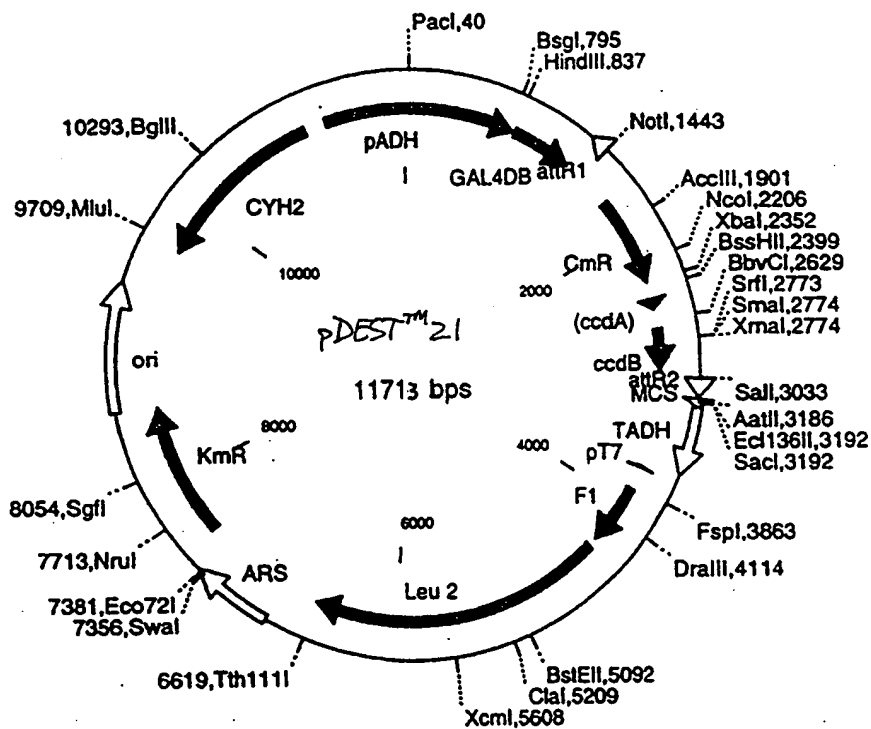 PacI,40
BsgI,795
HindIII.837
NotI,1443
AccIII,1901
NcoI,2206
XbaI,2352
BssHII,2399
BbvCI,2629
SrfI,2773
SmaI,2774
XmaI,2774
SalI,3033
AatII,3186
Ecl136II,3192
SacI,3192
FspI,3863
DraIII,4114
BstEII,5092
ClaI,5209
XcmI,5608
6619,Tth111I
7356,SwaI
7381,Eco72I
7713,NruI
8054,SgfI
9709,MluI
10293,BglII
pADH
GAL4DB
attR1
CmR
(ccdA)
ccdB
attR2
MCS
TADH
pT7
F1
Leu 2
ARS
KmR
ori
CYH2
2000
4000
6000
8000
10000
pDEST™21
11713 bps